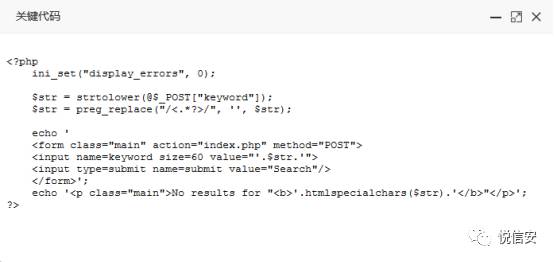 关键代码
<?php
    ini_set("display_errors", 0);

    $str = strtolower(@$_POST["keyword"]);
    $str = preg_replace("/<.*?>/", '', $str);

    echo '
    <form class="main" action="index.php" method="POST">
    <input name=keyword size=60 value="'.$str.'">
    <input type=submit name=submit value="Search"/>
    </form>';
    echo '<p class="main">No results for "<b>'.htmlspecialchars($str).'</b>"</p>';
?>
悦信安